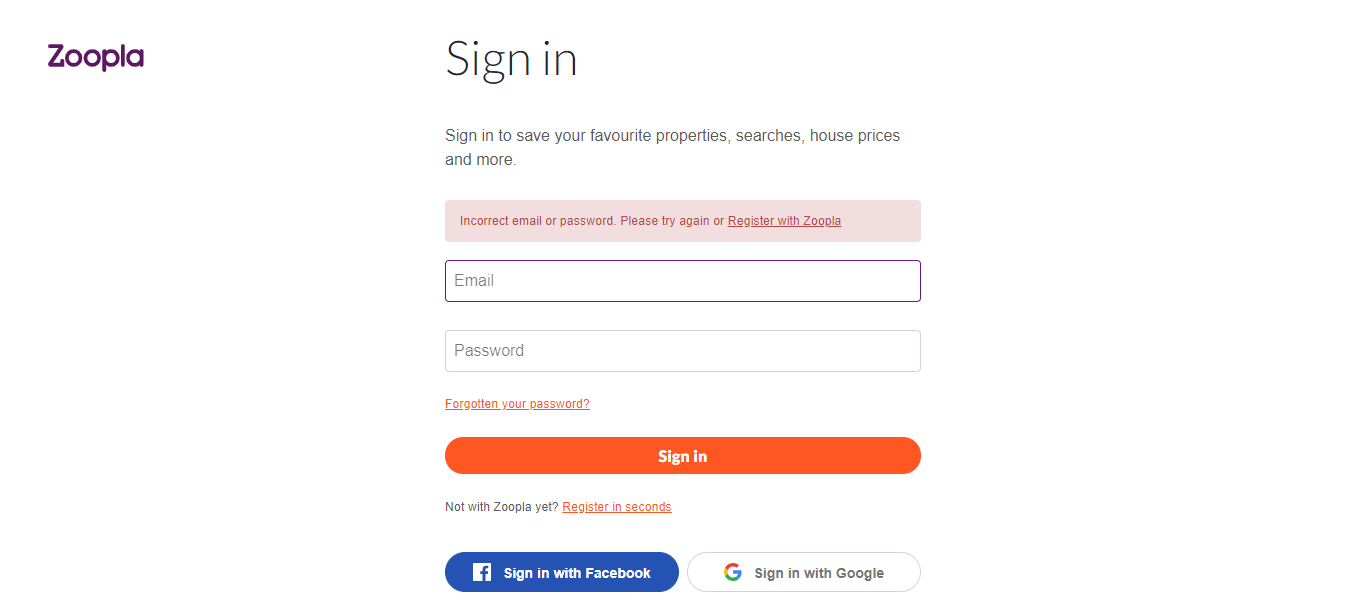 Zoopla
Sign in
Sign in to save your favourite properties, searches, house prices
and more.
Incorrect email or password. Please try again or Register with Zoopla
Email
Password
Forgotten your password?
Sign in
Not with Zoopla yet? Register in seconds
Sign in with Facebook
Sign in with Google